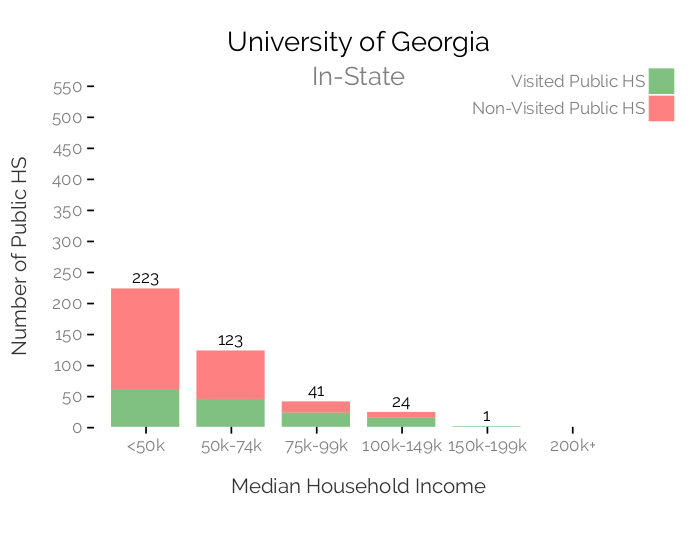 University of Georgia
In-State
Visited Public HS
Non-Visited Public HS
Number of Public HS
550
500
450
400
350
300
250
200
150
100
50
0
223
123
41
24
1
<50k
50k-74k
75k-99k
100k-149k
150k-199k
200k+
Median Household Income